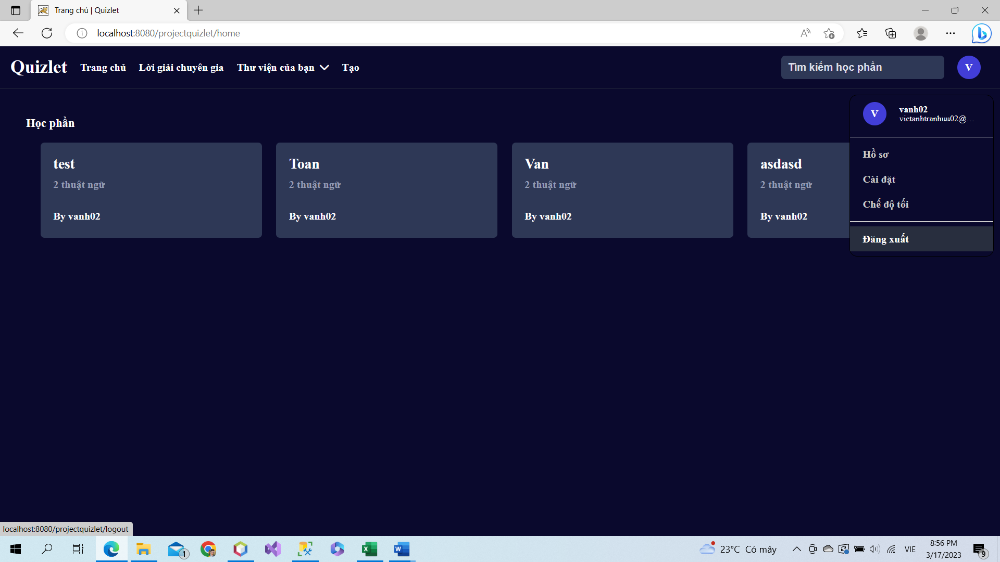 Trang chủ | Quizlet
localhost:8080/projectquizlet/home
Quizlet Trang chủ Lời giải chuyên gia Thư viện của bạn Tạo Tìm kiếm học phần V
V vanh02
vietanhtranhuu02@...
Học phần
Hồ sơ
Cài đặt
Chế độ tối
Đăng xuất
test
2 thuật ngữ
By vanh02
Toan
2 thuật ngữ
By vanh02
Van
2 thuật ngữ
By vanh02
asdasd
2 thuật ngữ
By vanh02
localhost:8080/projectquizlet/logout
1
23°C Có mây
VIE
8:56 PM
3/17/2023
9